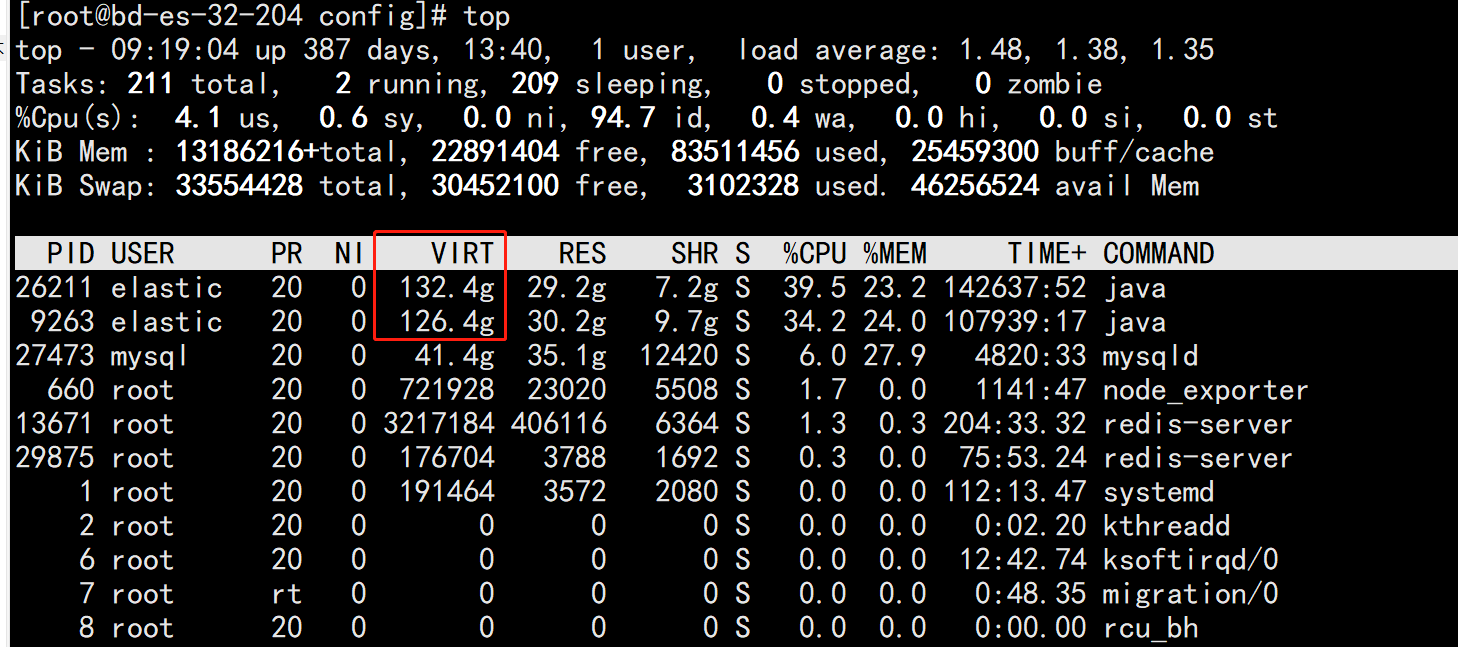 [root@bd-es-32-204 config]# top
top - 09:19:04 up 387 days, 13:40,  1 user,  load average: 1.48, 1.38, 1.35
Tasks: 211 total,   2 running, 209 sleeping,   0 stopped,   0 zombie
%Cpu(s):  4.1 us,  0.6 sy,  0.0 ni, 94.7 id,  0.4 wa,  0.0 hi,  0.0 si,  0.0 st
KiB Mem : 13186216+total, 22891404 free, 83511456 used, 25459300 buff/cache
KiB Swap: 33554428 total, 30452100 free,  3102328 used. 46256524 avail Mem
PID USER PR NI VIRT RES SHR S %CPU %MEM TIME+ COMMAND
26211 elastic 20 0 132.4g 29.2g 7.2g S 39.5 23.2 142637:52 java
9263 elastic 20 0 126.4g 30.2g 9.7g S 34.2 24.0 107939:17 java
27473 mysql 20 0 41.4g 35.1g 12420 S 6.0 27.9 4820:33 mysqld
660 root 20 0 721928 23020 5508 S 1.7 0.0 1141:47 node_exporter
13671 root 20 0 3217184 406116 6364 S 1.3 0.3 204:33.32 redis-server
29875 root 20 0 176704 3788 1692 S 0.3 0.0 75:53.24 redis-server
1 root 20 0 191464 3572 2080 S 0.0 0.0 112:13.47 systemd
2 root 20 0 0 0 0 S 0.0 0.0 0:02.20 kthreadd
6 root 20 0 0 0 0 S 0.0 0.0 12:42.74 ksoftirqd/0
7 root rt 0 0 0 0 S 0.0 0.0 0:48.35 migration/0
8 root 20 0 0 0 0 S 0.0 0.0 0:00.00 rcu_bh